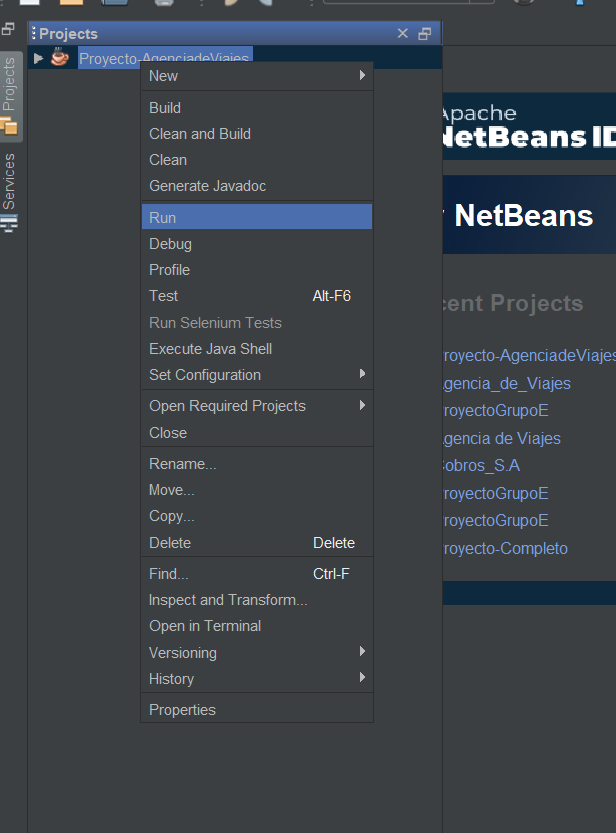 Projects
Projects
Services
Proyecto-AgenciadeViajes
New
Build
Clean and Build
Clean
Generate Javadoc
Run
Debug
Profile
Test Alt-F6
Run Selenium Tests
Execute Java Shell
Set Configuration
Open Required Projects
Close
Rename...
Move...
Copy...
Delete Delete
Find... Ctrl-F
Inspect and Transform...
Open in Terminal
Versioning
History
Properties
Apache
NetBeans ID
NetBeans
cent Projects
royecto-AgenciadeViajes
gencia_de_Viajes
royectoGrupoE
gencia de Viajes
obros_S.A
royectoGrupoE
royectoGrupoE
royecto-Completo